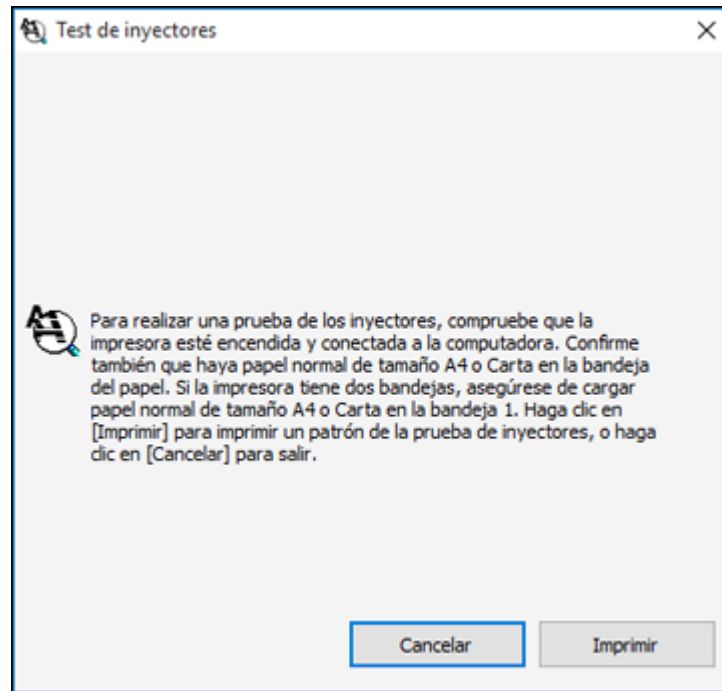 Test de inyectores
Para realizar una prueba de los inyectores, compruebe que la
impresora esté encendida y conectada a la computadora. Confirme
también que haya papel normal de tamaño A4 o Carta en la bandeja
del papel. Si la impresora tiene dos bandejas, asegúrese de cargar
papel normal de tamaño A4 o Carta en la bandeja 1. Haga clic en
[Imprimir] para imprimir un patrón de la prueba de inyectores, o haga
clic en [Cancelar] para salir.
Cancelar
Imprimir